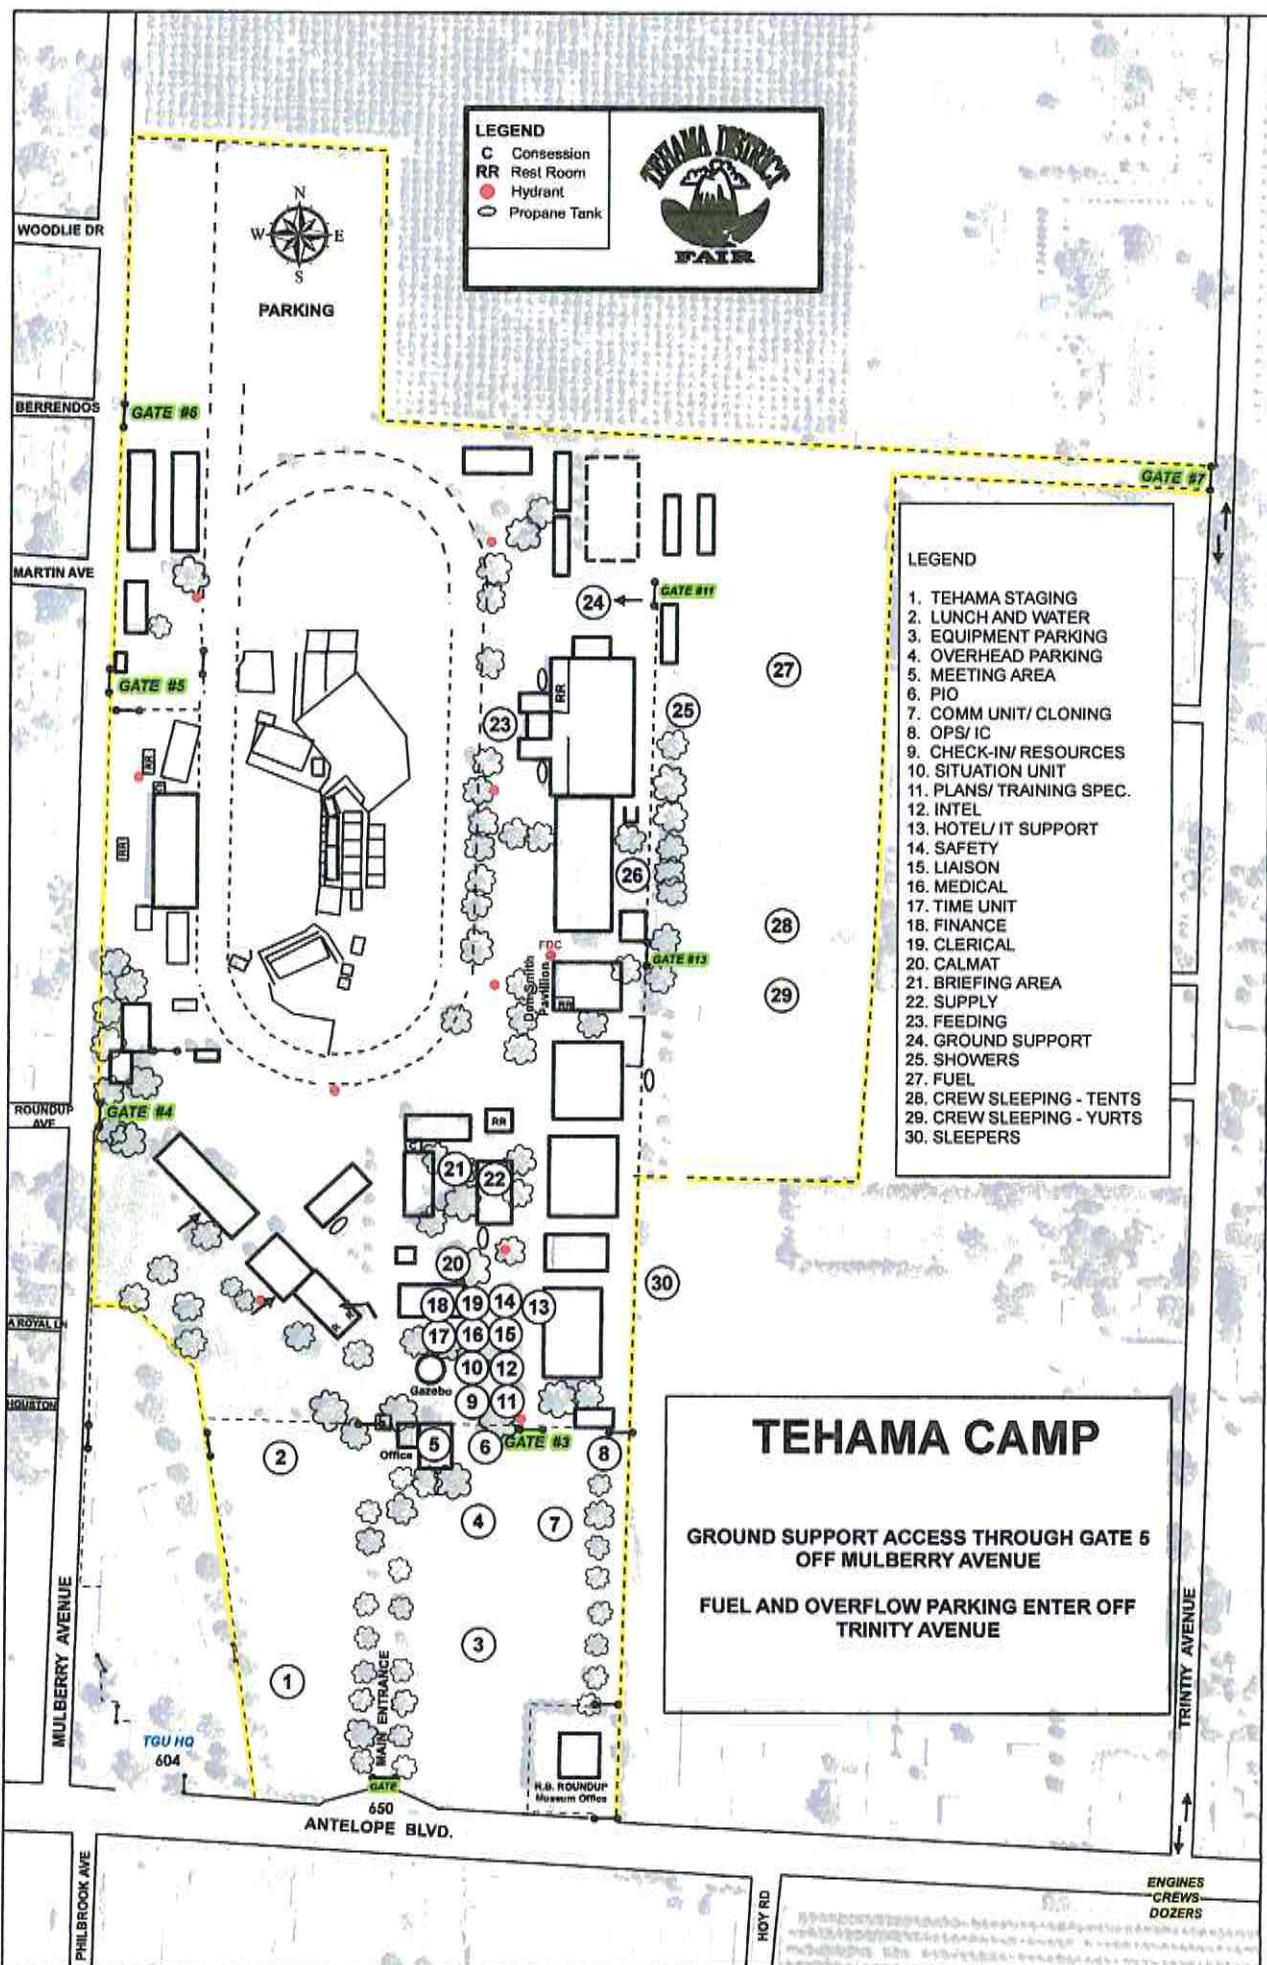 LEGEND
C Consession
RR Rest Room
Hydrant
Propane Tank
TEHAMA DISTRICT
FAIR
N
W E
S
PARKING
WOODLIE DR
BERRENDOS
GATE #6
GATE #7
MARTIN AVE
GATE #5
GATE #11
24
27
25
23
RR
RR
C
RR
26
28
29
FDC
Don Smith
Pavillion
RR
GATE #13
LEGEND
1. TEHAMA STAGING
2. LUNCH AND WATER
3. EQUIPMENT PARKING
4. OVERHEAD PARKING
5. MEETING AREA
6. PIO
7. COMM UNIT/ CLONING
8. OPS/ IC
9. CHECK-IN/ RESOURCES
10. SITUATION UNIT
11. PLANS/ TRAINING SPEC.
12. INTEL
13. HOTEL/ IT SUPPORT
14. SAFETY
15. LIAISON
16. MEDICAL
17. TIME UNIT
18. FINANCE
19. CLERICAL
20. CALMAT
21. BRIEFING AREA
22. SUPPLY
23. FEEDING
24. GROUND SUPPORT
25. SHOWERS
27. FUEL
28. CREW SLEEPING - TENTS
29. CREW SLEEPING - YURTS
30. SLEEPERS
ROUNDUP
AVE
GATE #4
RR
C
21
22
20
30
18 19 14 13
17 16 15
10 12
Gazebo
9 11
A ROYAL LN
HOUSTON
2
Office
5
6
GATE #3
8
4
7
3
1
MAIN ENTRANCE
MULBERRY AVENUE
TEHAMA CAMP
GROUND SUPPORT ACCESS THROUGH GATE 5
OFF MULBERRY AVENUE
FUEL AND OVERFLOW PARKING ENTER OFF
TRINITY AVENUE
TRINTIY AVENUE
TGU HQ
604
GATE
650
ANTELOPE BLVD.
R.B. ROUNDUP
Museum Office
PHILBROOK AVE
HOY RD
ENGINES
CREWS
DOZERS